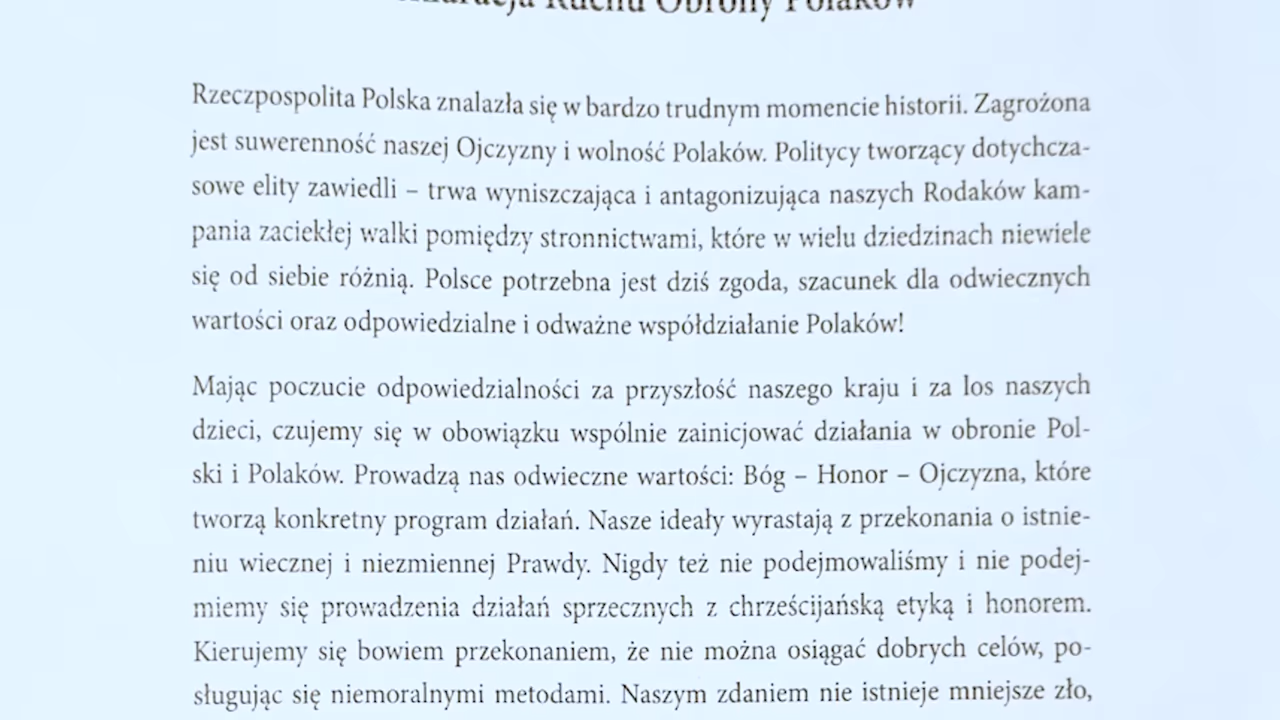 Ruchu Obrony Polaków
Rzeczpospolita Polska znalazła się w bardzo trudnym momencie historii. Zagrożona
jest suwerenność naszej Ojczyzny i wolność Polaków. Politycy tworzący dotychcza-
sowe elity zawiedli – trwa wyniszczająca i antagonizująca naszych Rodaków kam-
pania zaciekłej walki pomiędzy stronnictwami, które w wielu dziedzinach niewiele
się od siebie różnią. Polsce potrzebna jest dziś zgoda, szacunek dla odwiecznych
wartości oraz odpowiedzialne i odważne współdziałanie Polaków!
Mając poczucie odpowiedzialności za przyszłość naszego kraju i za los naszych
dzieci, czujemy się w obowiązku wspólnie zainicjować działania w obronie Pol-
ski i Polaków. Prowadzą nas odwieczne wartości: Bóg – Honor – Ojczyzna, które
tworzą konkretny program działań. Nasze ideały wyrastają z przekonania o istnie-
niu wiecznej i niezmiennej Prawdy. Nigdy też nie podejmowaliśmy i nie podej-
miemy się prowadzenia działań sprzecznych z chrześcijańską etyką i honorem.
Kierujemy się bowiem przekonaniem, że nie można osiągać dobrych celów, po-
sługując się niemoralnymi metodami. Naszym zdaniem nie istnieje mniejsze zło,